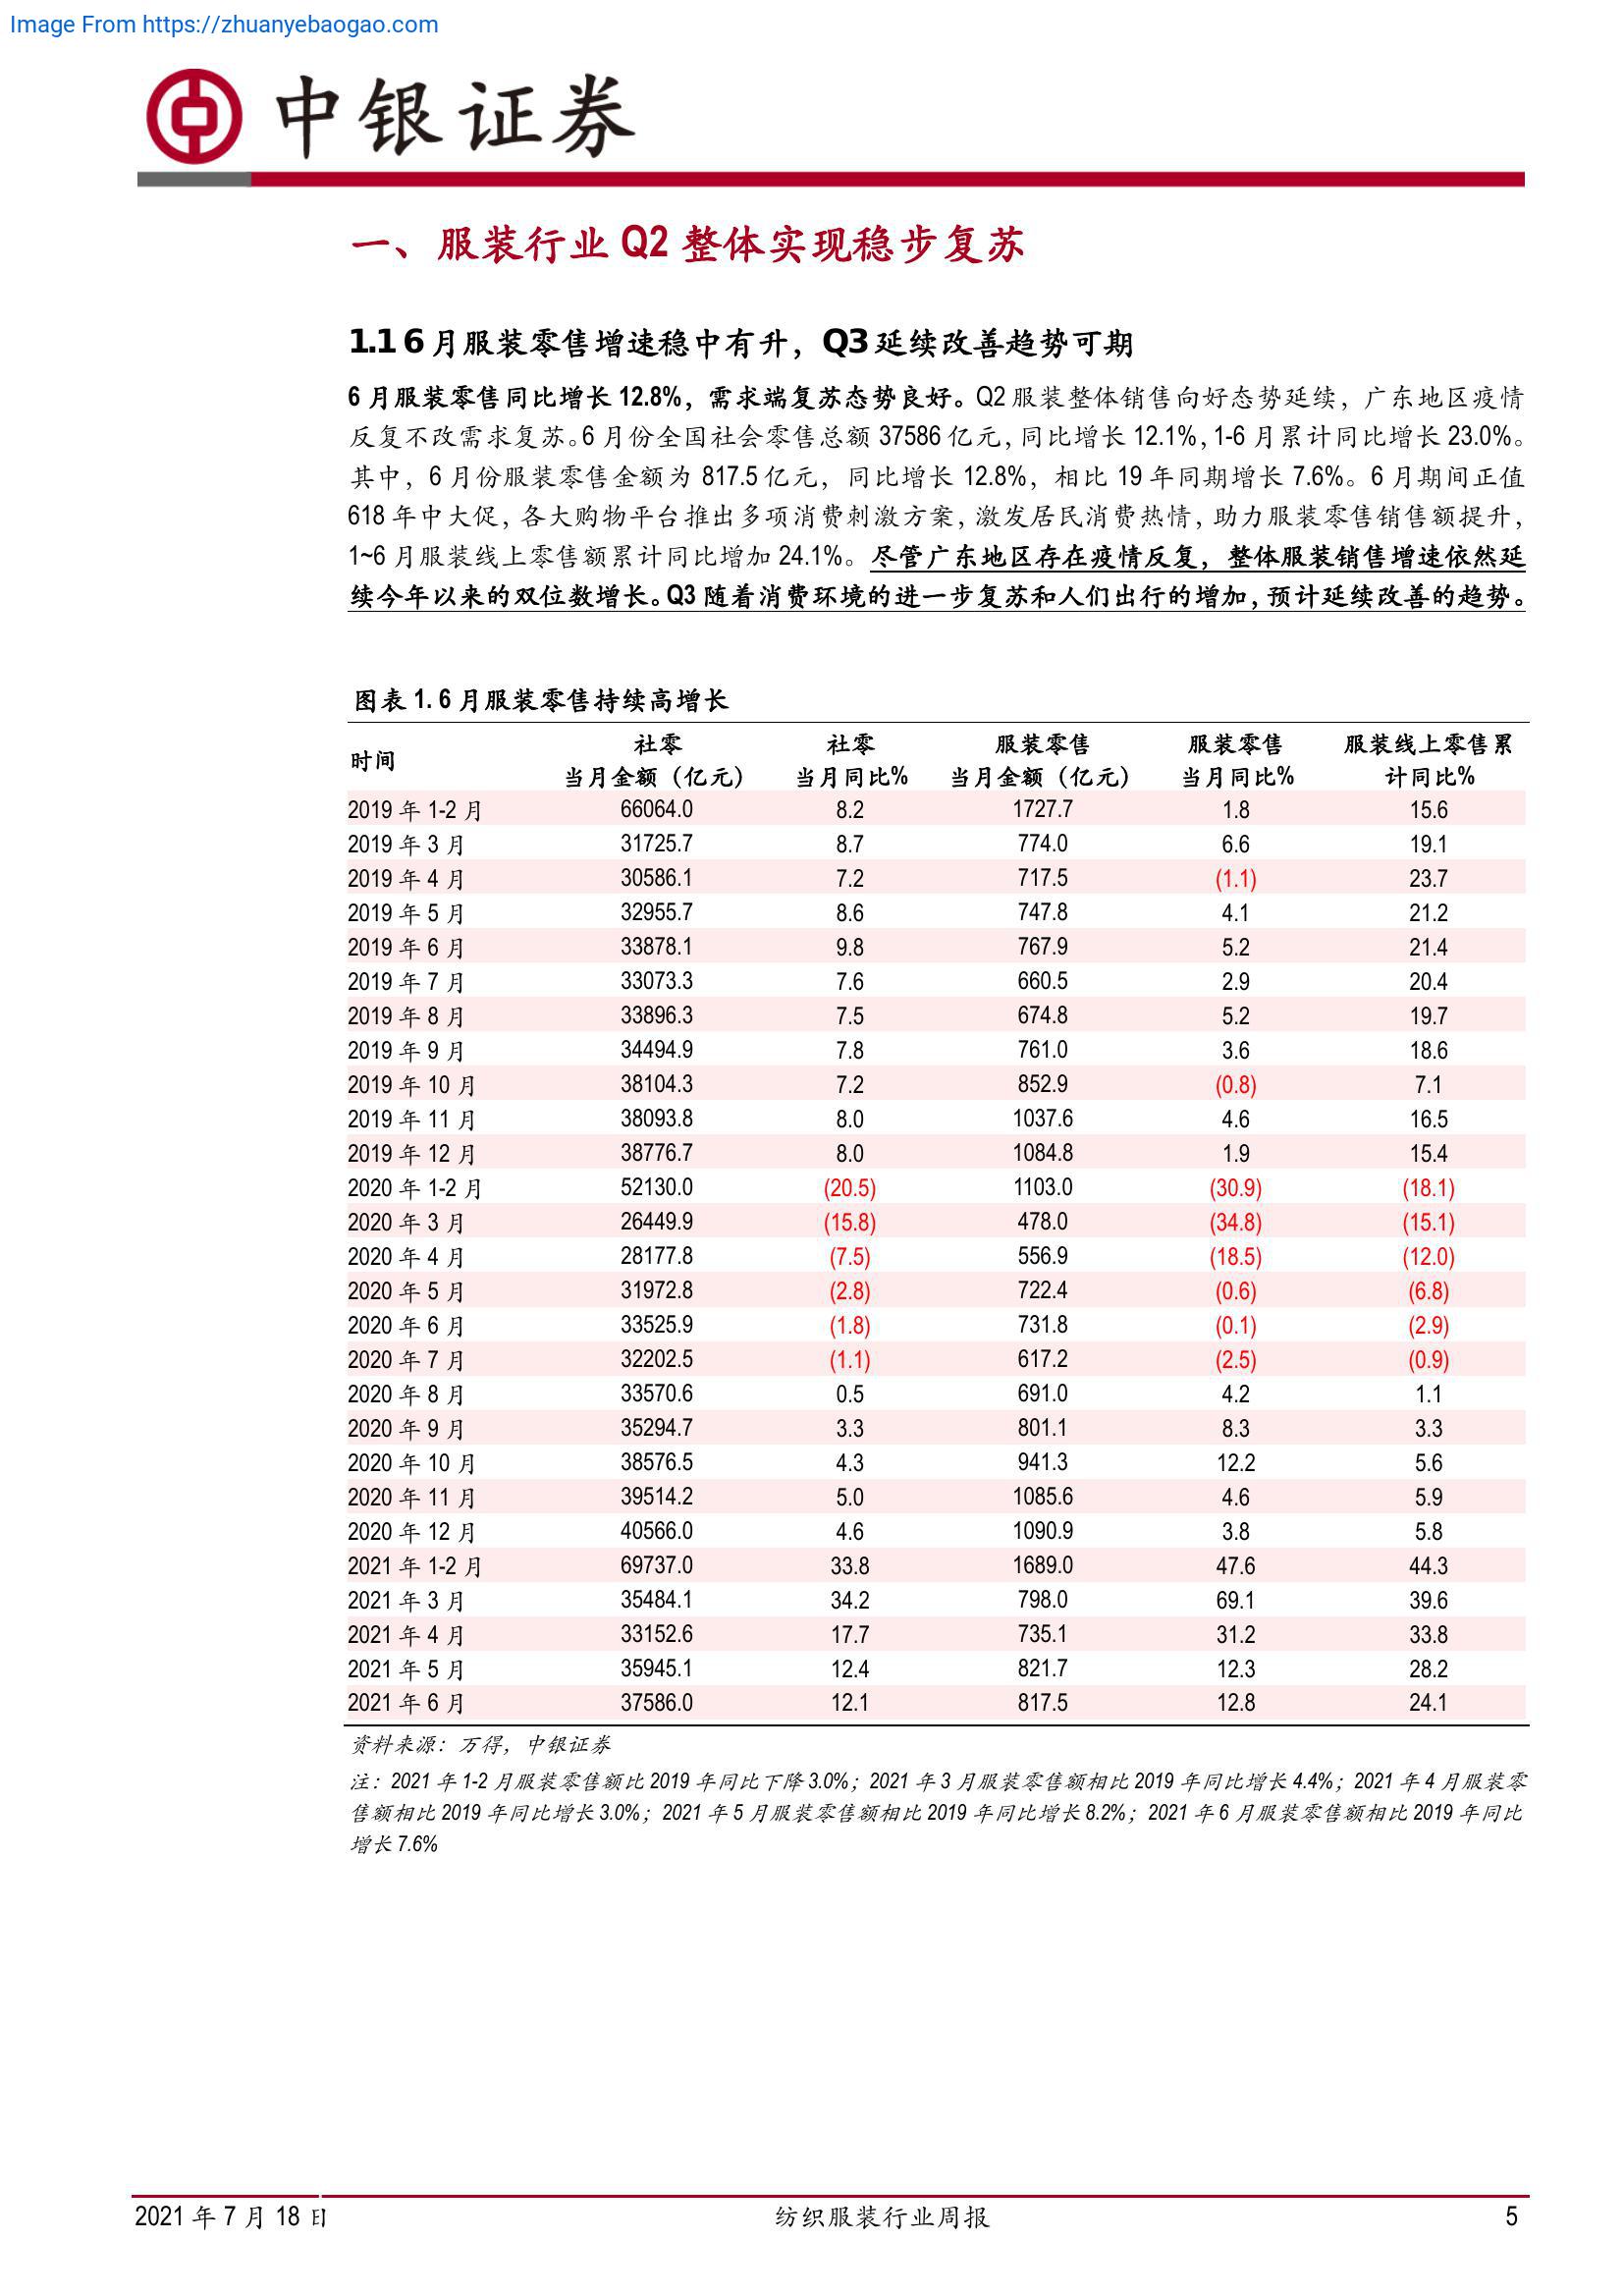 Image From https://zhuanyebaogao.com
中银证券
一、服装行业 Q2 整体实现稳步复苏
1.1 6 月服装零售增速稳中有升，Q3 延续改善趋势可期
6 月服装零售同比增长 12.8%，需求端复苏态势良好。Q2 服装整体销售向好态势延续，广东地区疫情
反复不改需求复苏。6 月份全国社会零售总额 37586 亿元，同比增长 12.1%，1-6 月累计同比增长 23.0%。
其中，6 月份服装零售金额为 817.5 亿元，同比增长 12.8%，相比 19 年同期增长 7.6%。6 月期间正值
618 年中大促，各大购物平台推出多项消费刺激方案，激发居民消费热情，助力服装零售销售额提升，
1~6 月服装线上零售额累计同比增加 24.1%。尽管广东地区存在疫情反复，整体服装销售增速依然延
续今年以来的双位数增长。Q3 随着消费环境的进一步复苏和人们出行的增加，预计延续改善的趋势。
图表 1. 6 月服装零售持续高增长
时间 社零 社零 服装零售 服装零售 服装线上零售累
当月金额（亿元） 当月同比% 当月金额（亿元） 当月同比% 计同比%
2019 年 1-2 月 66064.0 8.2 1727.7 1.8 15.6
2019 年 3 月 31725.7 8.7 774.0 6.6 19.1
2019 年 4 月 30586.1 7.2 717.5 (1.1) 23.7
2019 年 5 月 32955.7 8.6 747.8 4.1 21.2
2019 年 6 月 33878.1 9.8 767.9 5.2 21.4
2019 年 7 月 33073.3 7.6 660.5 2.9 20.4
2019 年 8 月 33896.3 7.5 674.8 5.2 19.7
2019 年 9 月 34494.9 7.8 761.0 3.6 18.6
2019 年 10 月 38104.3 7.2 852.9 (0.8) 7.1
2019 年 11 月 38093.8 8.0 1037.6 4.6 16.5
2019 年 12 月 38776.7 8.0 1084.8 1.9 15.4
2020 年 1-2 月 52130.0 (20.5) 1103.0 (30.9) (18.1)
2020 年 3 月 26449.9 (15.8) 478.0 (34.8) (15.1)
2020 年 4 月 28177.8 (7.5) 556.9 (18.5) (12.0)
2020 年 5 月 31972.8 (2.8) 722.4 (0.6) (6.8)
2020 年 6 月 33525.9 (1.8) 731.8 (0.1) (2.9)
2020 年 7 月 32202.5 (1.1) 617.2 (2.5) (0.9)
2020 年 8 月 33570.6 0.5 691.0 4.2 1.1
2020 年 9 月 35294.7 3.3 801.1 8.3 3.3
2020 年 10 月 38576.5 4.3 941.3 12.2 5.6
2020 年 11 月 39514.2 5.0 1085.6 4.6 5.9
2020 年 12 月 40566.0 4.6 1090.9 3.8 5.8
2021 年 1-2 月 69737.0 33.8 1689.0 47.6 44.3
2021 年 3 月 35484.1 34.2 798.0 69.1 39.6
2021 年 4 月 33152.6 17.7 735.1 31.2 33.8
2021 年 5 月 35945.1 12.4 821.7 12.3 28.2
2021 年 6 月 37586.0 12.1 817.5 12.8 24.1
资料来源：万得，中银证券
注：2021 年 1-2 月服装零售额比 2019 年同比下降 3.0%；2021 年 3 月服装零售额相比 2019 年同比增长 4.4%；2021 年 4 月服装零
售额相比 2019 年同比增长 3.0%；2021 年 5 月服装零售额相比 2019 年同比增长 8.2%；2021 年 6 月服装零售额相比 2019 年同比
增长 7.6%
2021 年 7 月 18 日 纺织服装行业周报 5